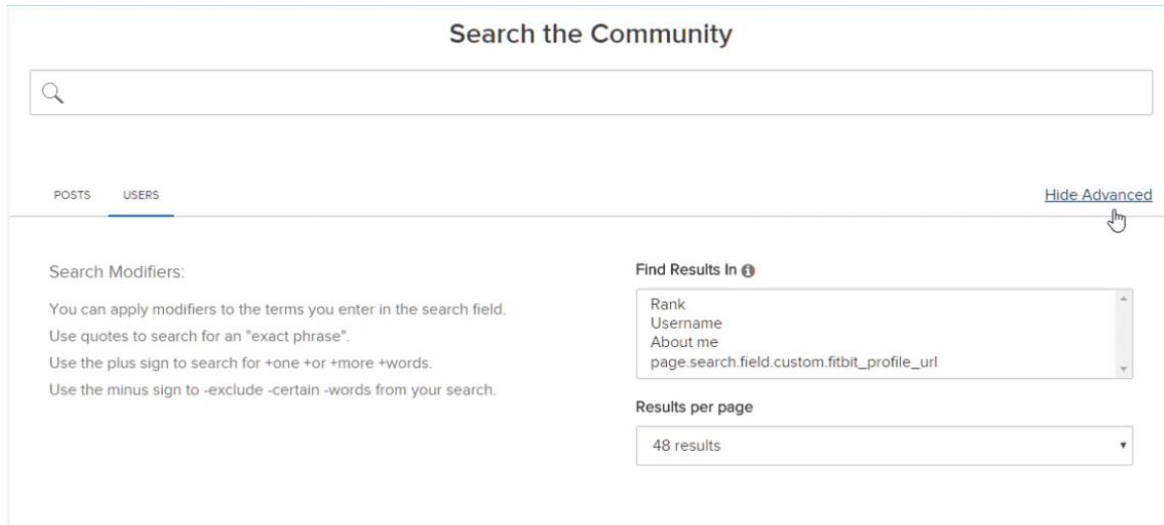 Search the Community
POSTS USERS Hide Advanced
Search Modifiers:
You can apply modifiers to the terms you enter in the search field.
Use quotes to search for an "exact phrase".
Use the plus sign to search for +one +or +more +words.
Use the minus sign to -exclude -certain -words from your search.
Find Results In
Rank
Username
About me
page.search.field.custom.fitbit_profile_url
Results per page
48 results